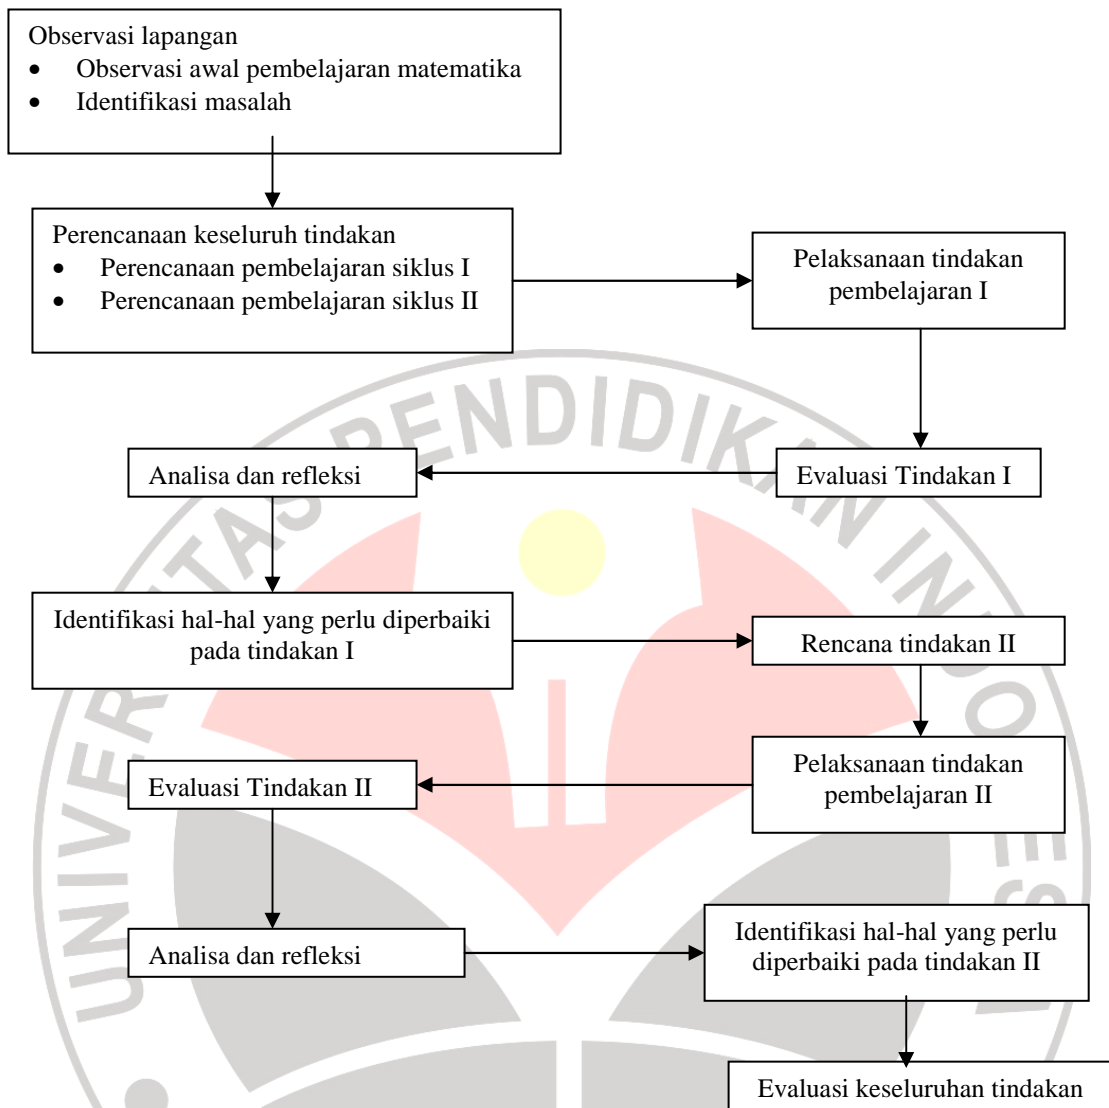 Observasi lapangan
• Observasi awal pembelajaran matematika
• Identifikasi masalah
Perencanaan keseluruh tindakan
• Perencanaan pembelajaran siklus I
• Perencanaan pembelajaran siklus II
Pelaksanaan tindakan
pembelajaran I
Evaluasi Tindakan I
Analisa dan refleksi
Identifikasi hal-hal yang perlu diperbaiki
pada tindakan I
Rencana tindakan II
Pelaksanaan tindakan
pembelajaran II
Evaluasi Tindakan II
Analisa dan refleksi
Identifikasi hal-hal yang perlu
diperbaiki pada tindakan II
Evaluasi keseluruhan tindakan
UNIVERSITAS PENDIDIKAN INDONESIA